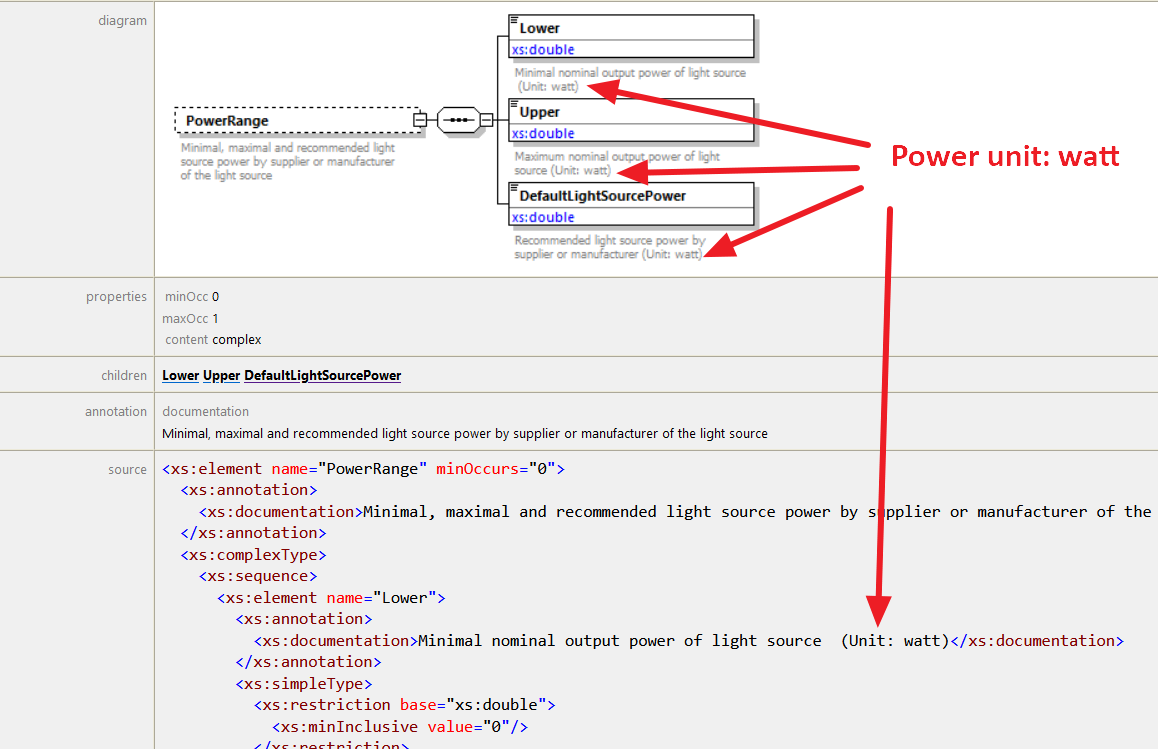 diagram
Lower
xs:double
Minimal nominal output power of light source
(Unit: watt)
Upper
xs:double
Maximum nominal output power of light
source (Unit: watt)
PowerRange
Minimal, maximal and recommended light
source power by supplier or manufacturer
of the light source
DefaultLightSourcePower
xs:double
Recommended light source power by
supplier or manufacturer (Unit: watt)
Power unit: watt
properties
minOcc 0
maxOcc 1
content complex
children
Lower Upper DefaultLightSourcePower
annotation
documentation
Minimal, maximal and recommended light source power by supplier or manufacturer of the light source
source
<xs:element name="PowerRange" minOccurs="0">
<xs:annotation>
<xs:documentation>Minimal, maximal and recommended light source power by supplier or manufacturer of the
</xs:annotation>
<xs:complexType>
<xs:sequence>
<xs:element name="Lower">
<xs:annotation>
<xs:documentation>Minimal nominal output power of light source  (Unit: watt)</xs:documentation>
</xs:annotation>
<xs:simpleType>
<xs:restriction base="xs:double">
<xs:minInclusive value="0"/>
</xs:restriction>